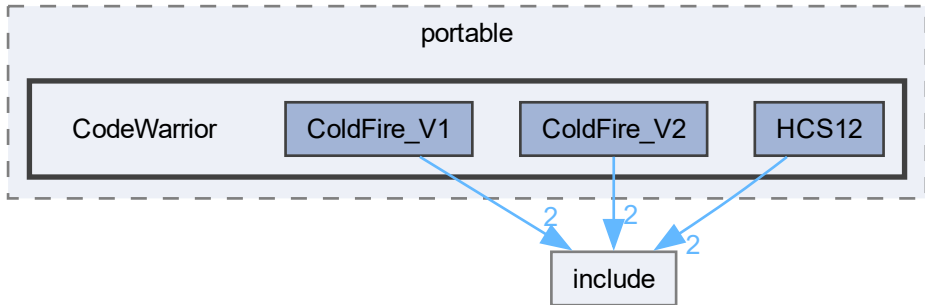 portable
CodeWarrior
ColdFire_V1
ColdFire_V2
HCS12
2
2
2
include